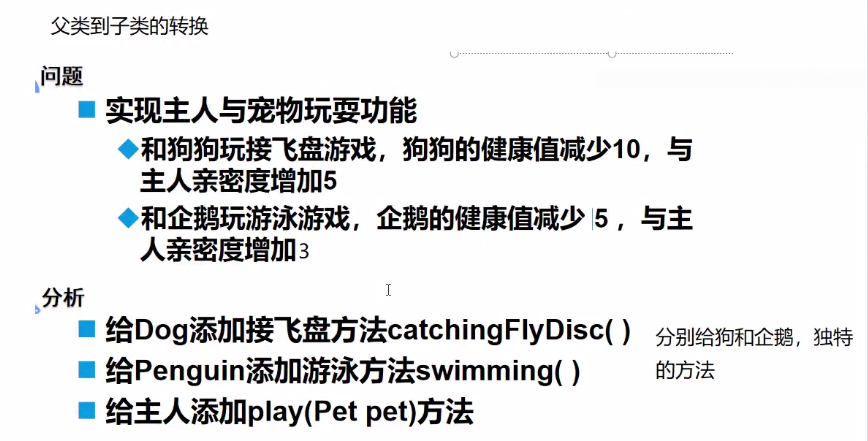 父类到子类的转换
问题
实现主人与宠物玩耍功能
和狗狗玩接飞盘游戏，狗狗的健康值减少10，与
主人亲密度增加5
和企鹅玩游泳游戏，企鹅的健康值减少 5 ，与主
人亲密度增加3
分析
给Dog添加接飞盘方法catchingFlyDisc( )
分别给狗和企鹅，独特
的方法
给Penguin添加游泳方法swimming( )
给主人添加play(Pet pet)方法